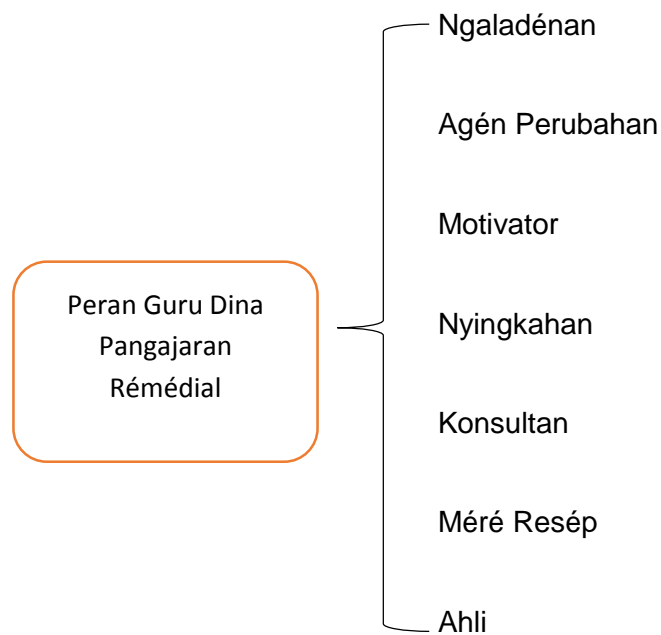 Peran Guru Dina
Pangajaran
Rémédial
Ngaladénan
Agén Perubahan
Motivator
Nyingkahan
Konsultan
Méré Resép
Ahli